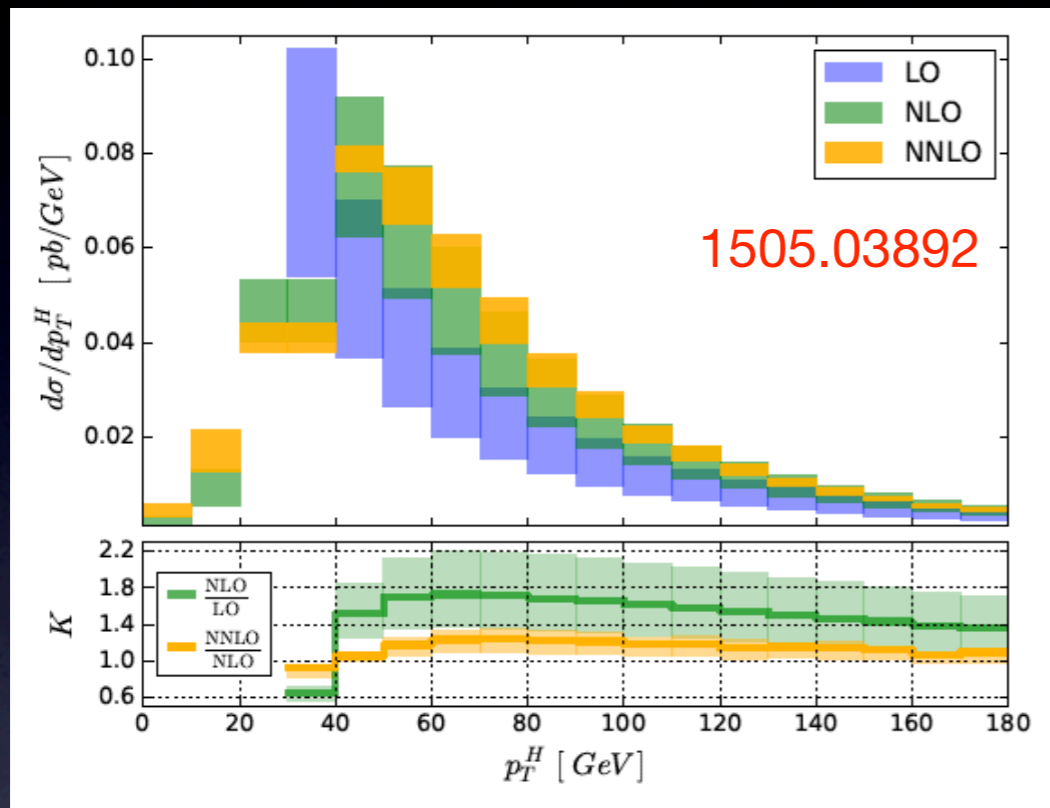 0.10
0.08
0.06
0.04
0.02
dσ/dp_T^H [pb/GeV]
LO
NLO
NNLO
1505.03892
2.2
1.8
1.4
1.0
0.6
K
NLO
LO
NNLO
NLO
0 20 40 60 80 100 120 140 160 180
p_T^H [ GeV]